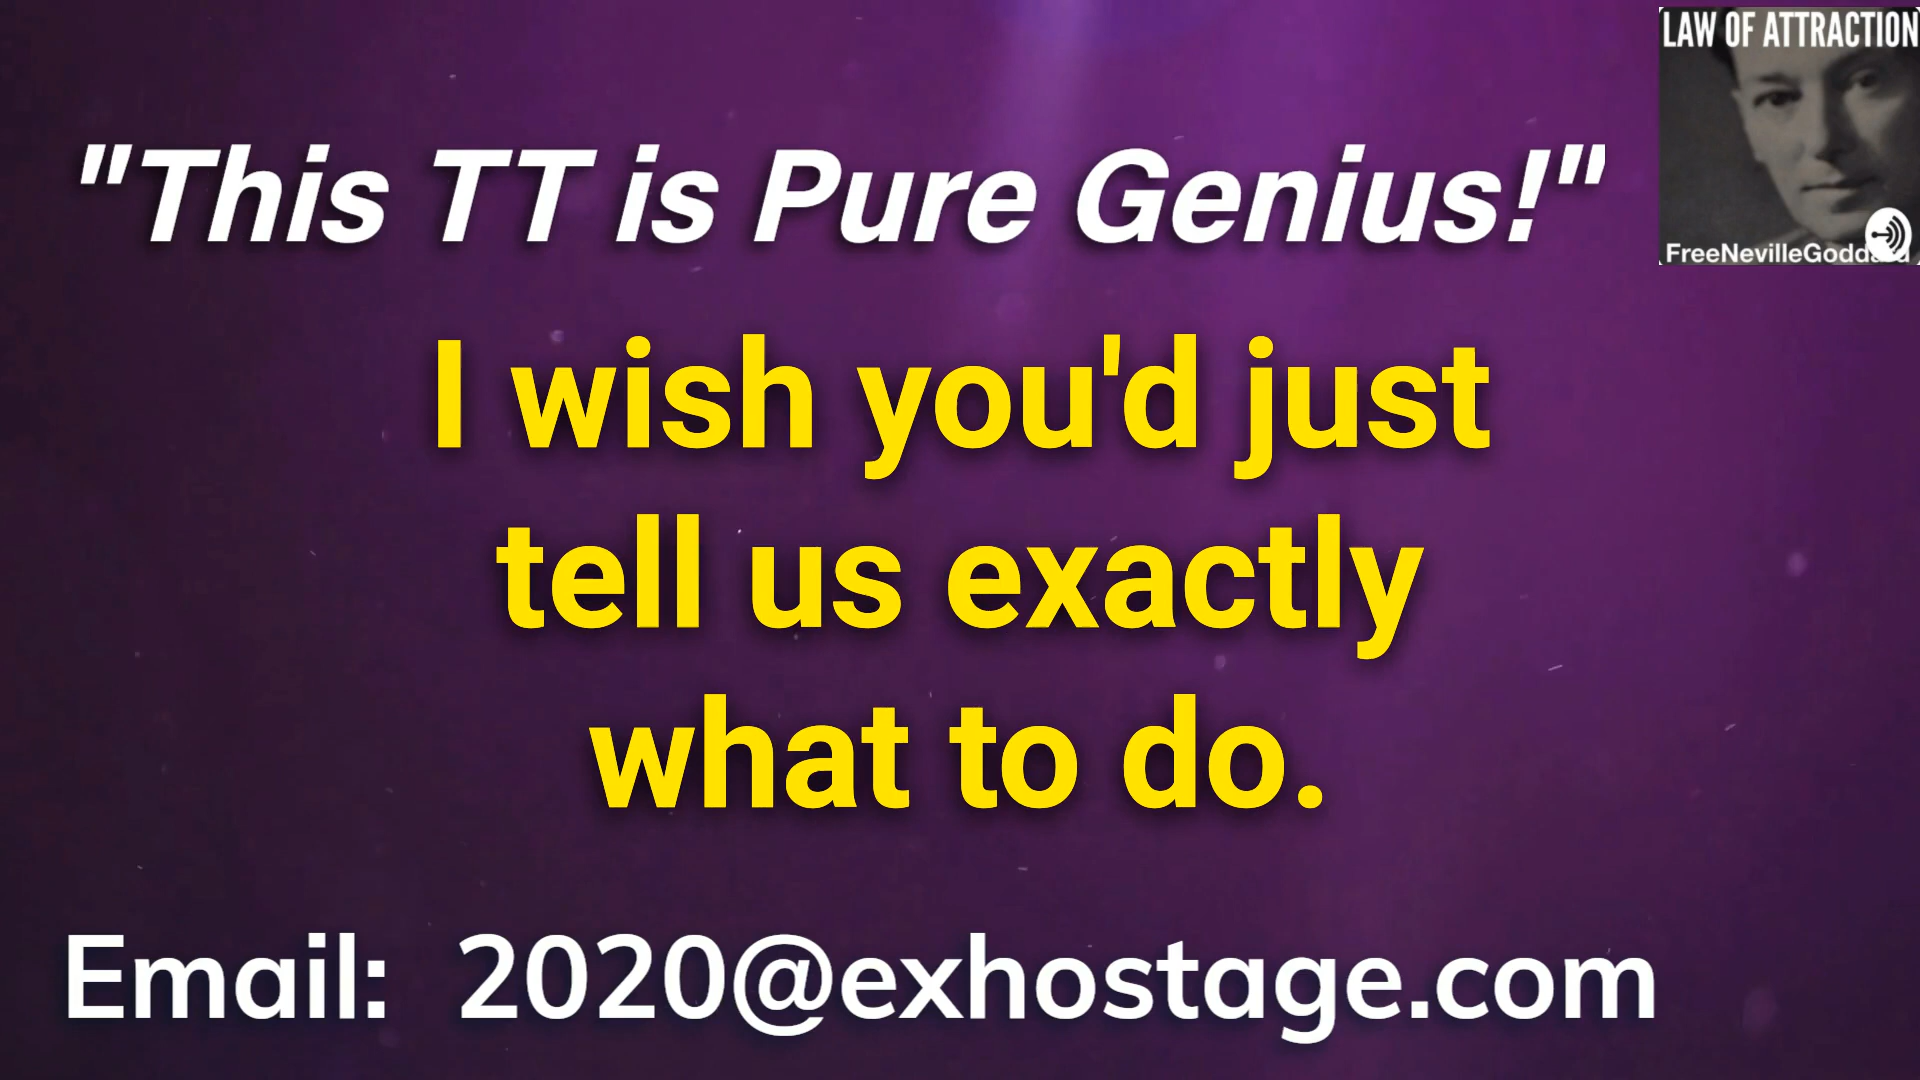 LAW OF ATTRACTION
"This TT is Pure Genius!"
FreeNevilleGodda
I wish you'd just
tell us exactly
what to do.
Email: 2020@exhostage.com